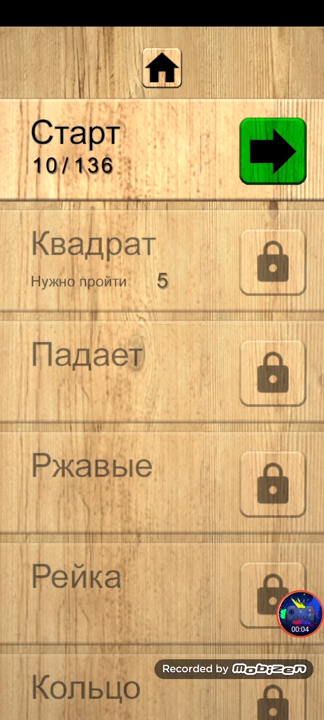 Старт
10/136
Квадрат
Нужно пройти 5
Падает
Ржавые
Рейка
00:04
Recorded by mobizen
Кольцо